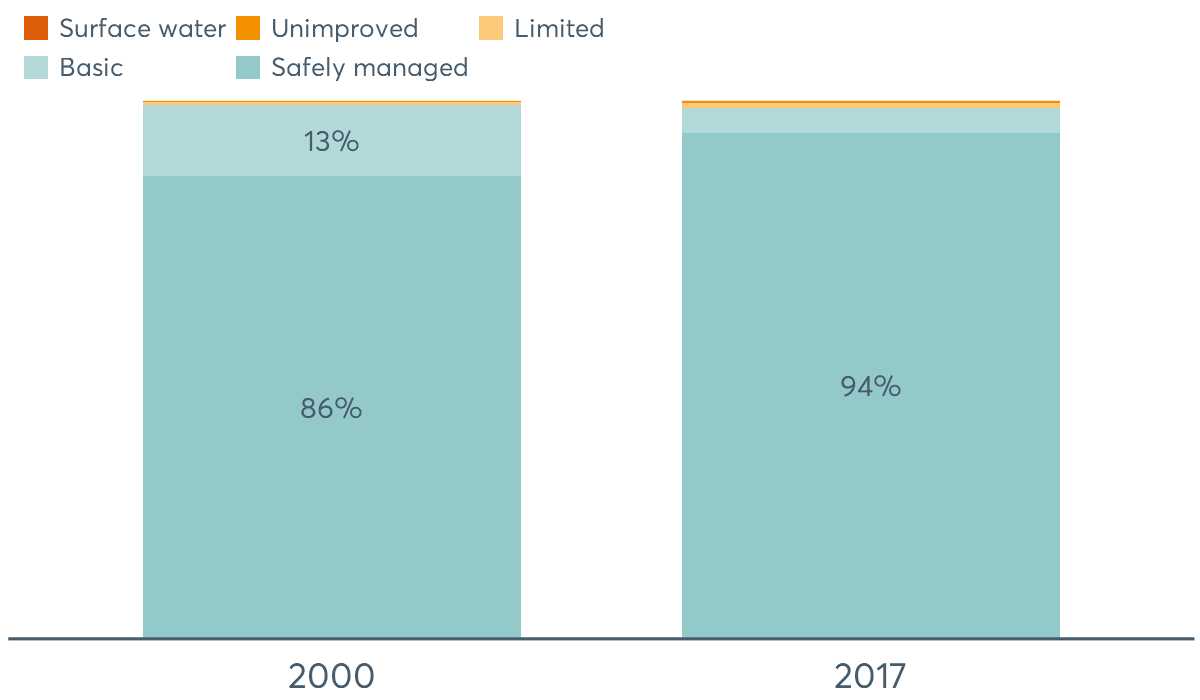 Surface water Unimproved Limited
Basic Safely managed
13%
86%
94%
2000 2017